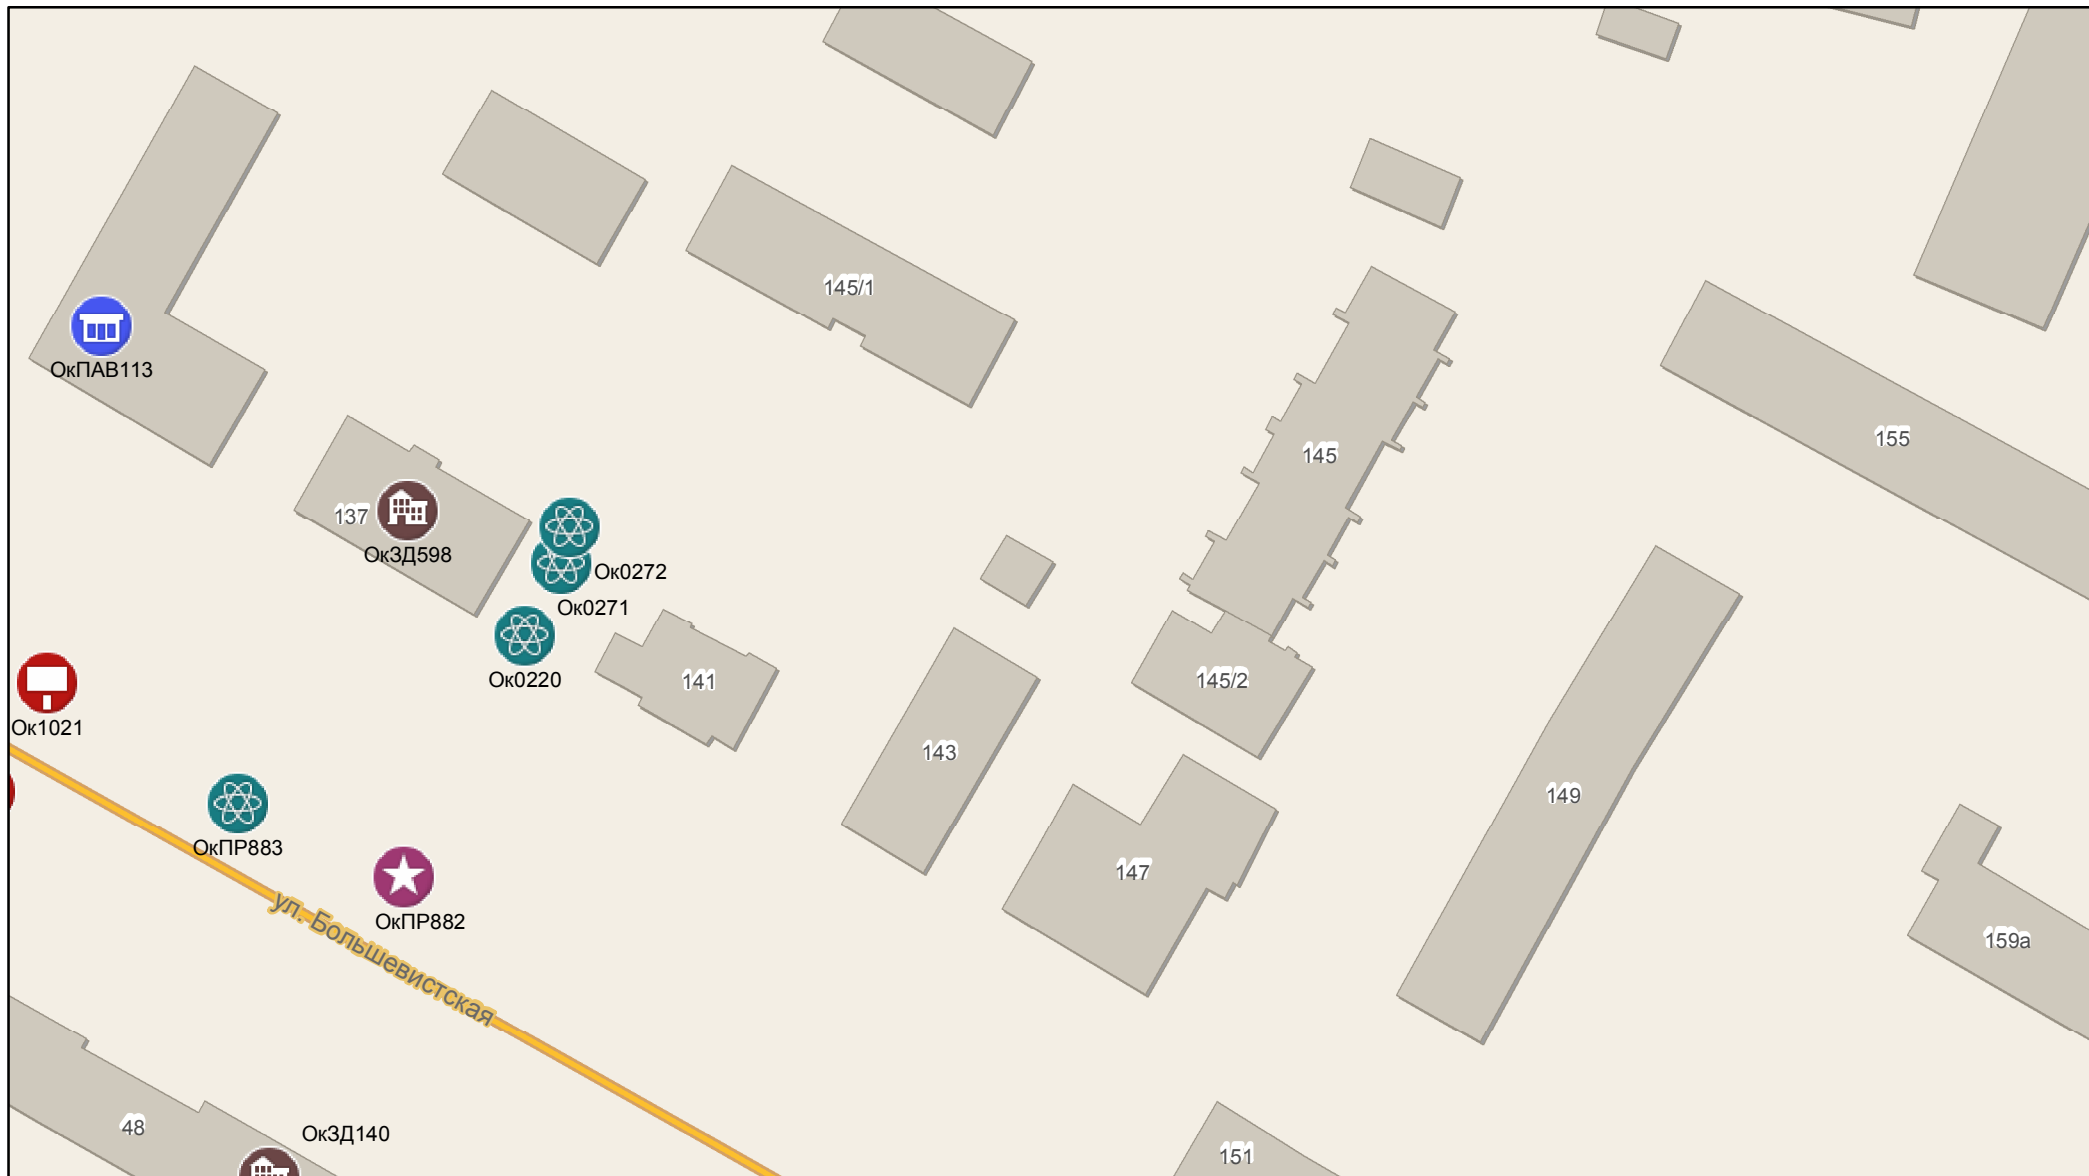 145/1
ОкПАВ113
145
155
137
ОкЗД598
Ок0272
Ок0271
Ок0220
141
145/2
Ок1021
143
149
ОкПР883
147
ОкПР882
ул. Большевистская
159а
48
ОкЗД140
151